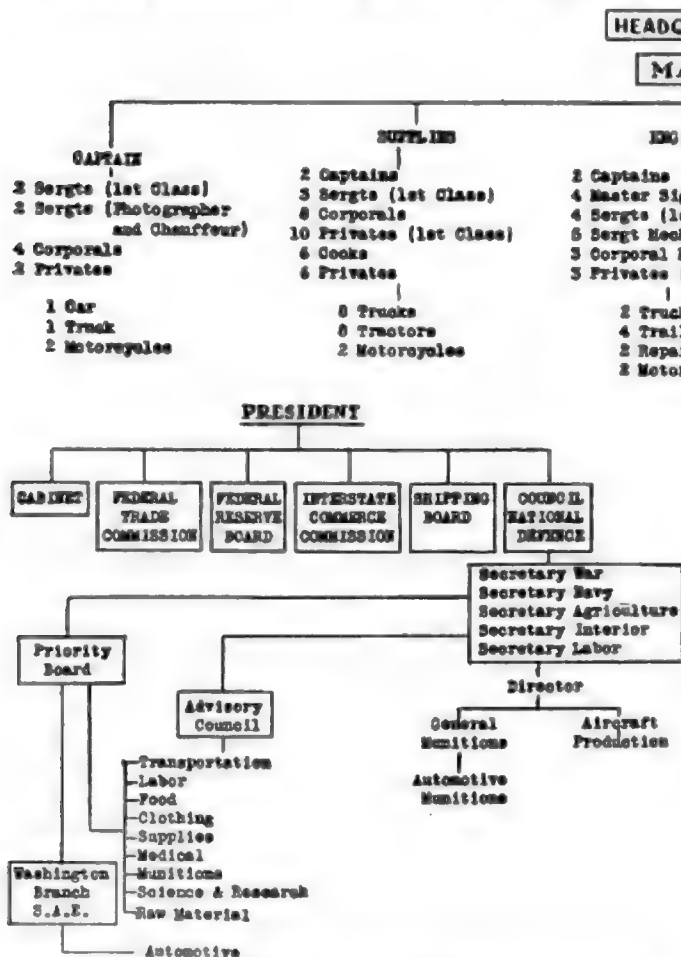 HEADQ
MA
CAPTAIN
2 Sergts (1st Class)
2 Sergts (Photographer
and Chauffeur)
4 Corporals
2 Privates
1 Car
1 Truck
2 Motorcycles
SUPPLIES
2 Captains
3 Sergts (1st Class)
8 Corporals
10 Privates (1st Class)
6 Cooks
6 Privates
8 Trucks
8 Tractors
2 Motorcycles
ENG
2 Captains
4 Master Sig
4 Sergts (1s
5 Sergt Mech
3 Corporal
3 Privates
2 Truck
4 Trail
2 Repai
2 Motor
PRESIDENT
CABINET
FEDERAL
TRADE
COMMISSION
FEDERAL
RESERVE
BOARD
INTERSTATE
COMMERCE
COMMISSION
SHIPPING
BOARD
COUNCIL
NATIONAL
DEFENCE
Secretary War
Secretary Navy
Secretary Agriculture
Secretary Interior
Secretary Labor
Priority
Board
Advisory
Council
Director
General
Munitions
Aircraft
Production
Automotive
Munitions
Transportation
Labor
Food
Clothing
Supplies
Medical
Munitions
Science & Research
Raw Material
Washington
Branch
S.A.E.
Automotive